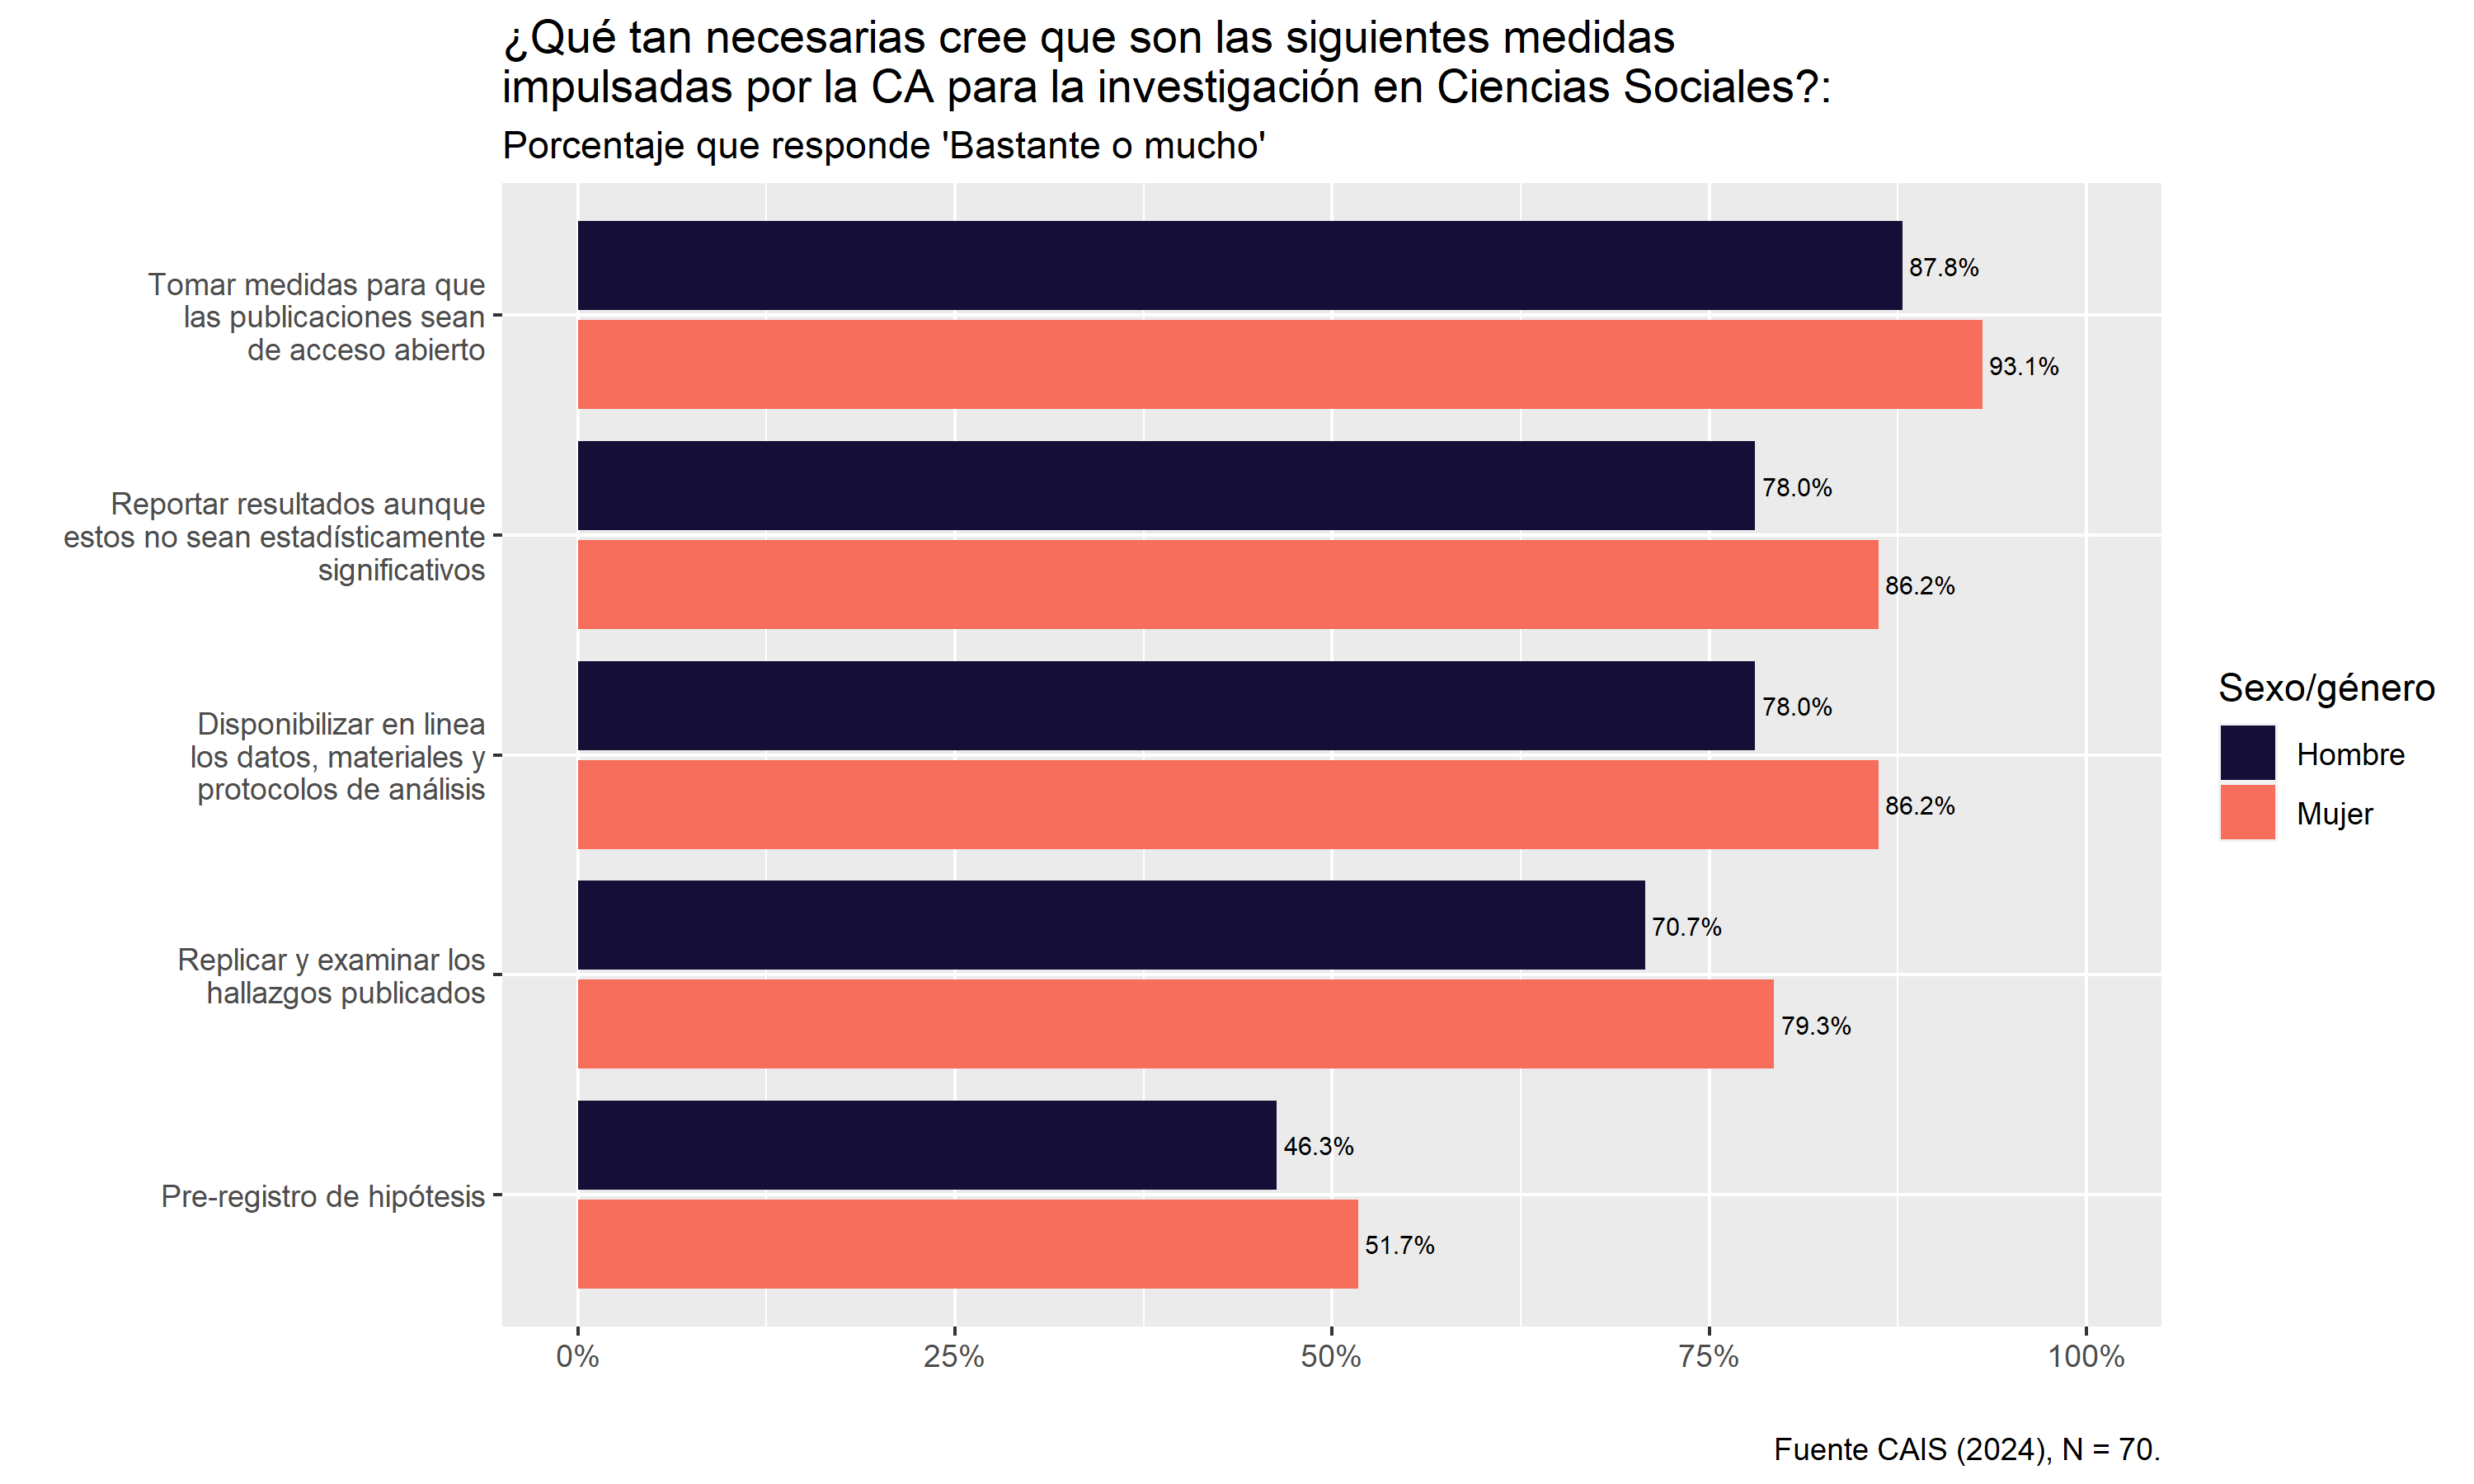 ¿Qué tan necesarias cree que son las siguientes medidas
impulsadas por la CA para la investigación en Ciencias Sociales?:
Porcentaje que responde 'Bastante o mucho'
Tomar medidas para que
las publicaciones sean
de acceso abierto
87.8%
93.1%
Reportar resultados aunque
estos no sean estadísticamente
significativos
78.0%
86.2%
Disponibilizar en linea
los datos, materiales y
protocolos de análisis
78.0%
86.2%
Replicar y examinar los
hallazgos publicados
70.7%
79.3%
Pre-registro de hipótesis
46.3%
51.7%
0%
25%
50%
75%
100%
Sexo/género
Hombre
Mujer
Fuente CAIS (2024), N = 70.